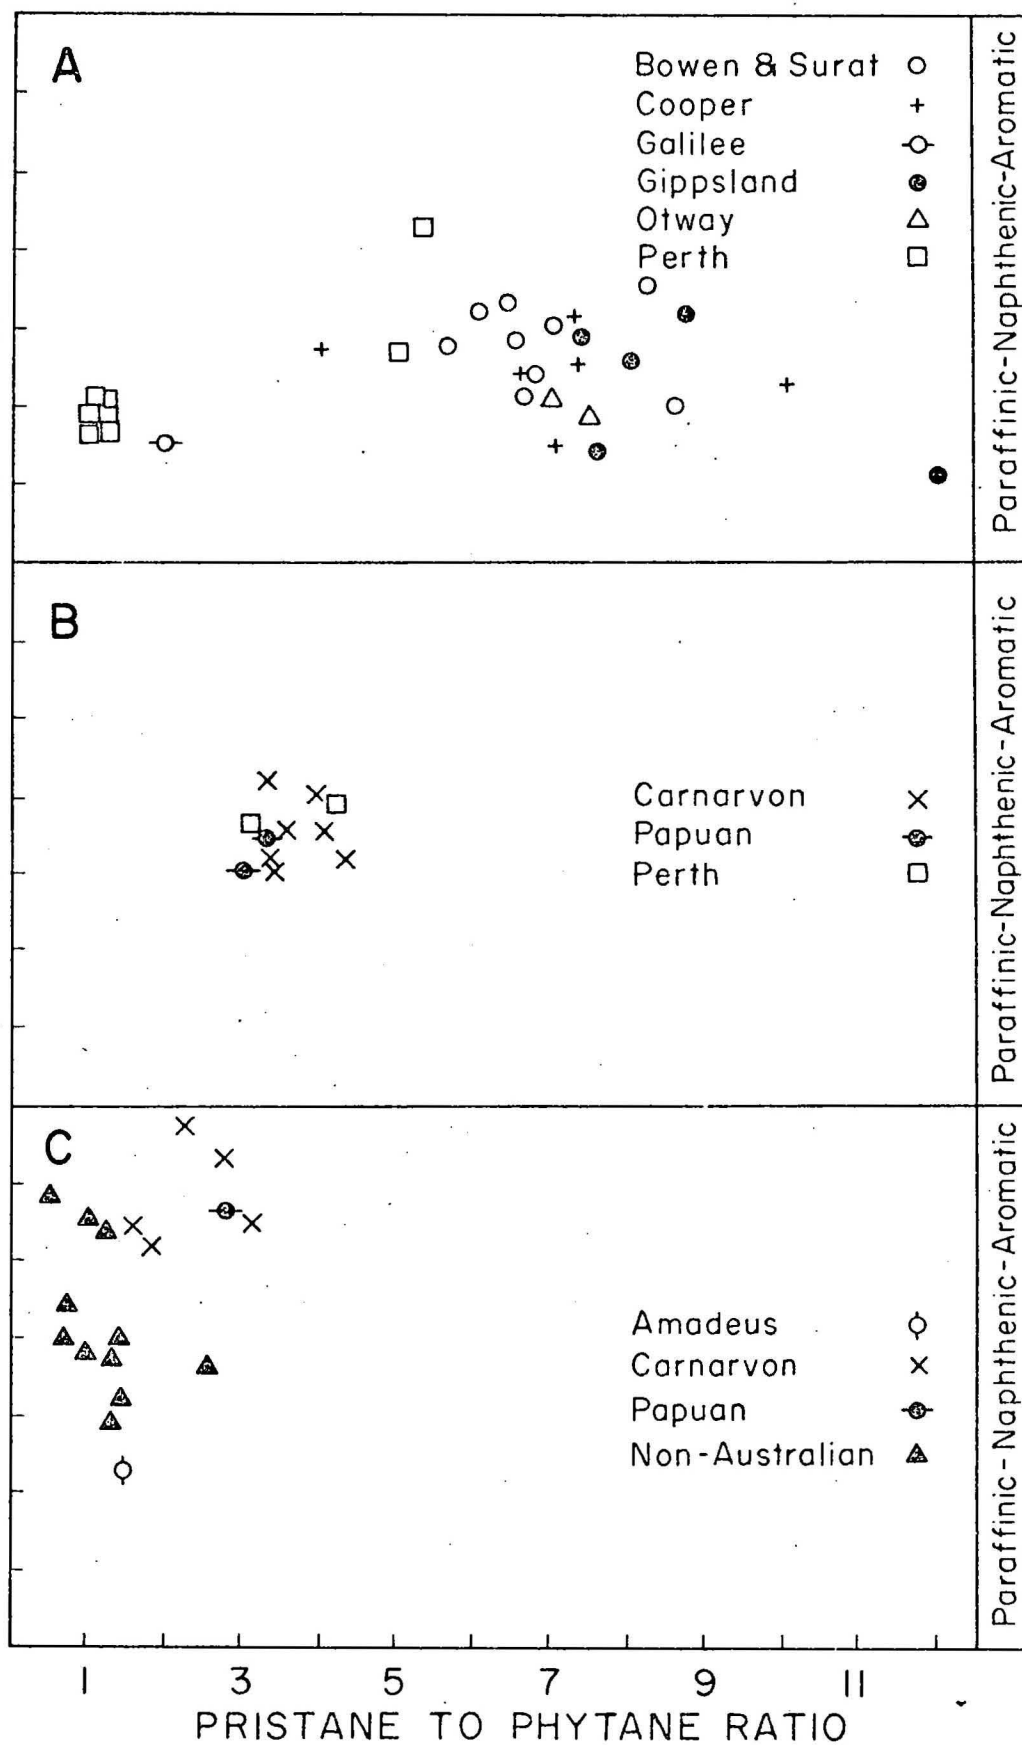 A
Bowen & Surat
Cooper
Galilee
Gippsland
Otway
Perth
Paraffinic-Naphthenic-Aromatic
B
Carnarvon
Papuan
Perth
Paraffinic-Naphthenic-Aromatic
C
Amadeus
Carnarvon
Papuan
Non-Australian
Paraffinic-Naphthenic-Aromatic
1 3 5 7 9 11
PRISTANE TO PHYTANE RATIO